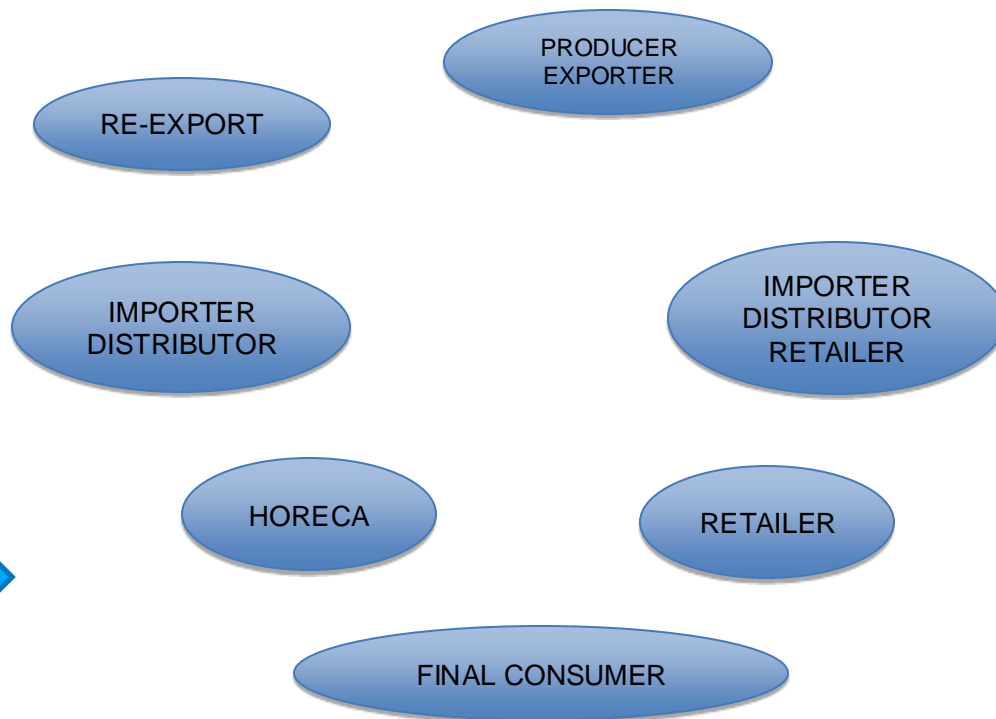 PRODUCER
EXPORTER
RE-EXPORT
IMPORTER
DISTRIBUTOR
IMPORTER
DISTRIBUTOR
RETAILER
HORECA
RETAILER
FINAL CONSUMER